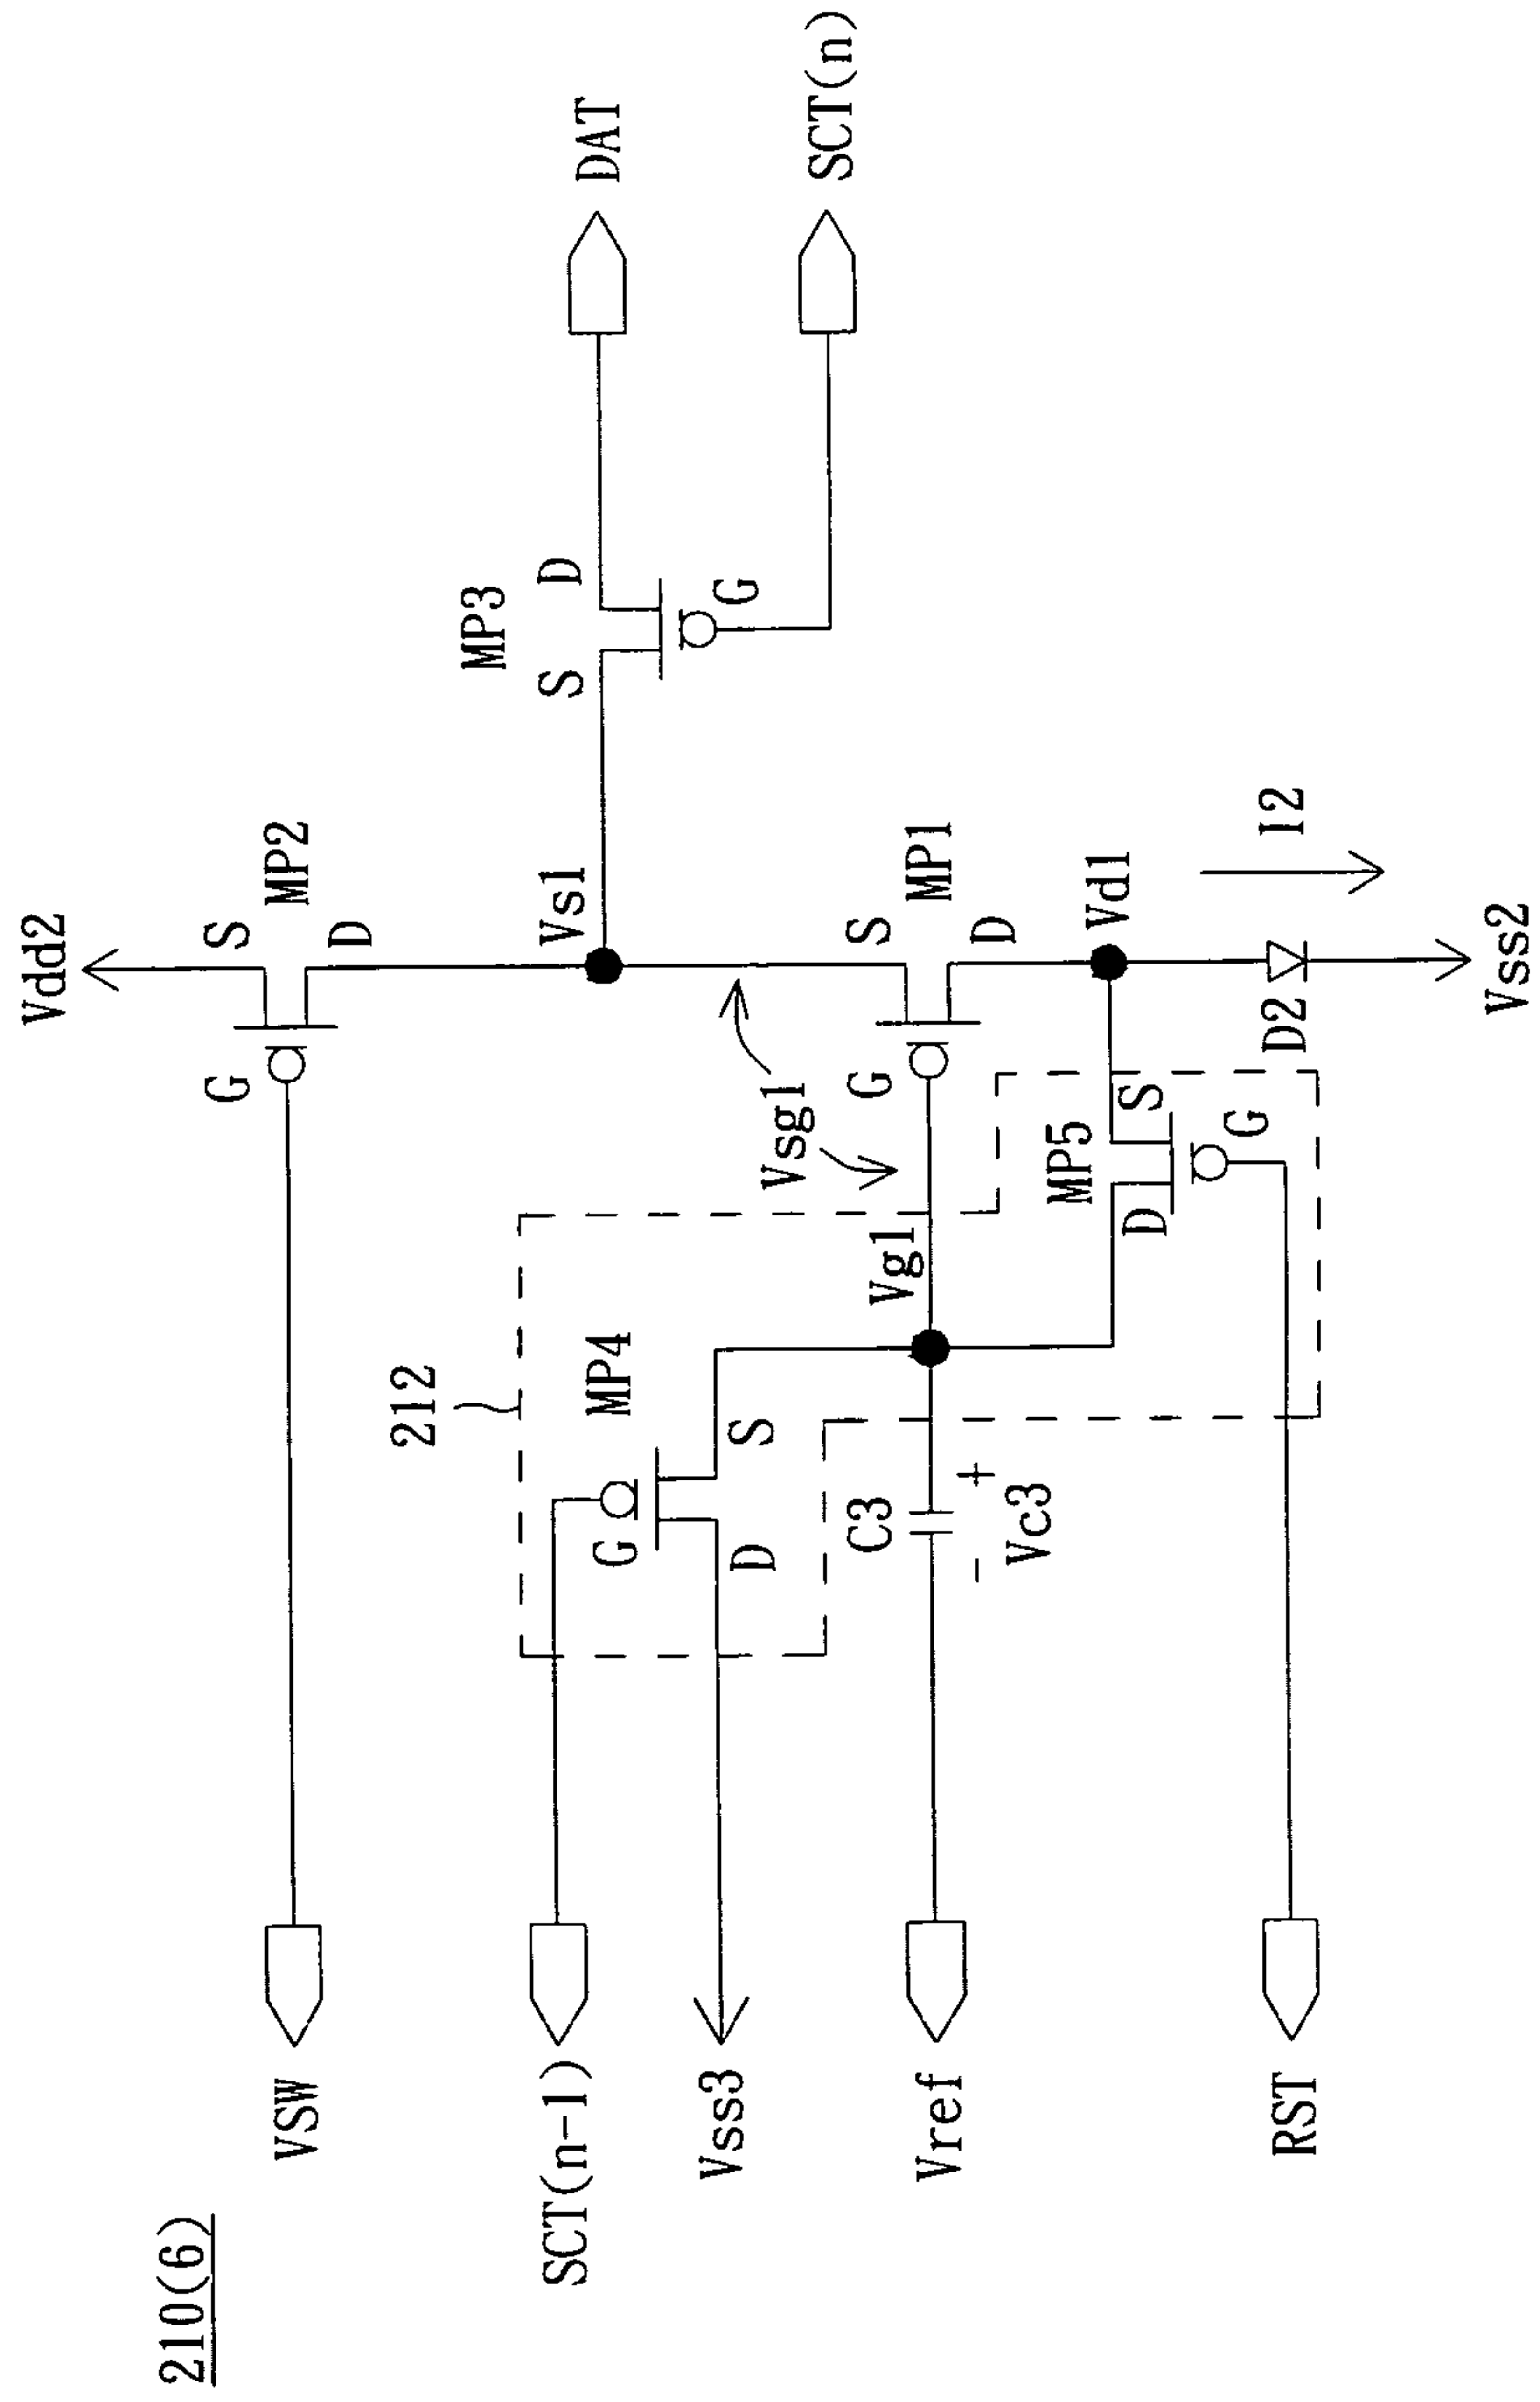 210(6)
Vdd2
S
MP2
G
D
VSW
DAT
MP3
D
S
G
SCT(n)
Vs1
212
SCT(n-1)
MP4
G
S
D
Vss3
Vsg1
S
MP1
G
D
Vg1
C3
+
-
Vc3
Vref
Vd1
MP5
S
D
G
RST
I2
D2
Vss2